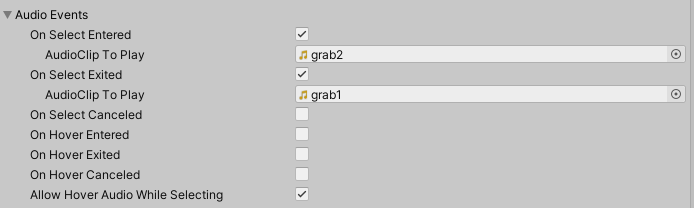 Audio Events
On Select Entered
AudioClip To Play grab2
On Select Exited
AudioClip To Play grab1
On Select Canceled
On Hover Entered
On Hover Exited
On Hover Canceled
Allow Hover Audio While Selecting